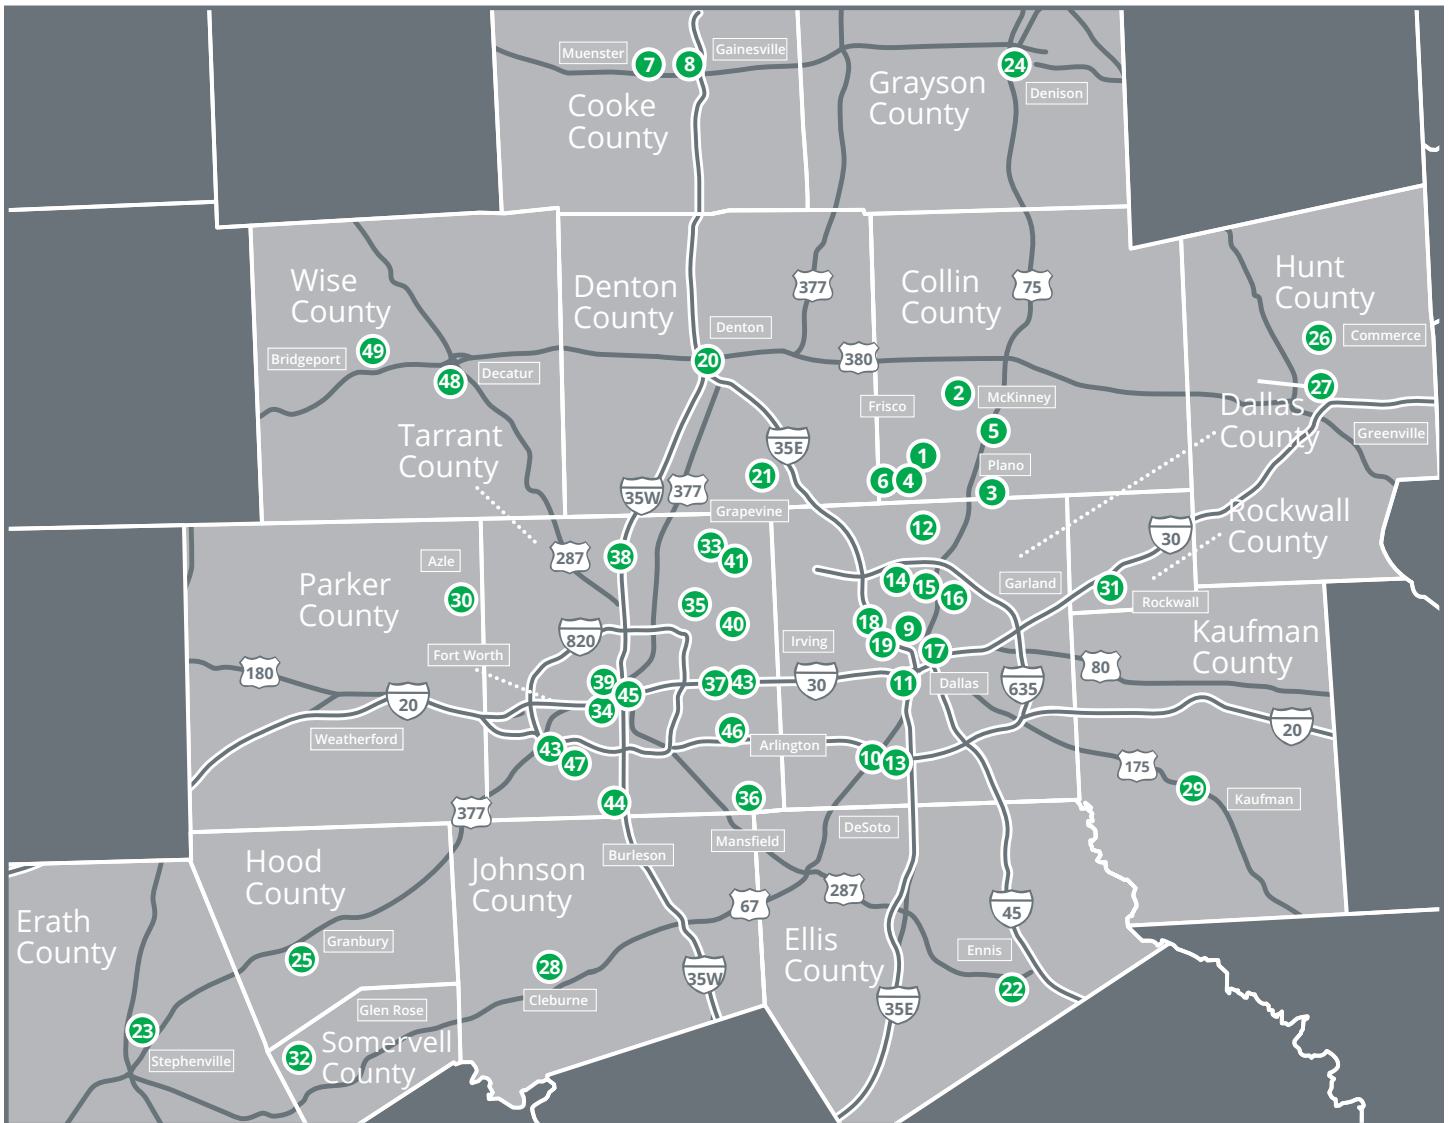 Muenster
7
8
Gainesville
24
Denison
Cooke
County
Grayson
County
Wise
County
Denton
County
377
Collin
County
75
Hunt
County
26
Commerce
Bridgeport
49
48
Decatur
Denton
20
380
2
McKinney
Frisco
5
27
Dallas
County
Greenville
Tarrant
County
35E
1
Plano
6
4
3
21
35W
377
Grapevine
12
Rockwall
County
30
287
38
33
41
Azle
30
Parker
County
14
15
16
Garland
31
Rockwall
35
40
18
9
19
17
Irving
Kaufman
County
820
Fort Worth
180
20
39
45
34
37
43
30
11
Dallas
635
80
20
Weatherford
43
47
46
Arlington
10
13
175
29
Kaufman
44
36
377
DeSoto
Mansfield
Burleson
Hood
County
Johnson
County
67
287
45
Erath
County
Granbury
25
28
Cleburne
35W
Ellis
County
Ennis
22
35E
Glen Rose
23
Stephenville
32
Somervell
County